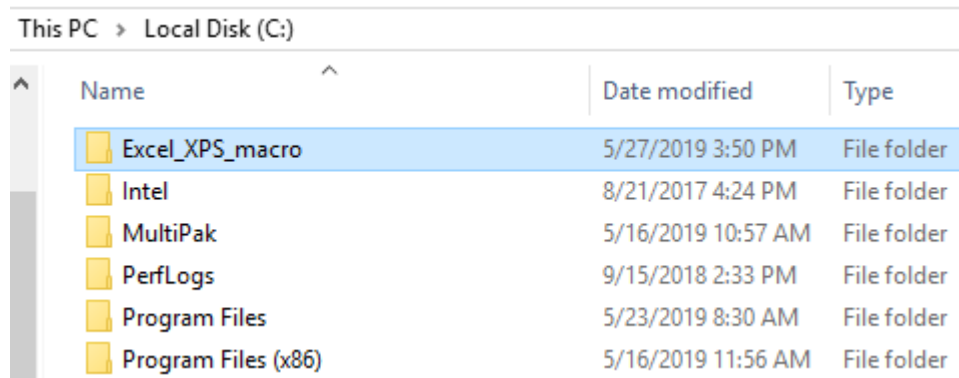 This PC > Local Disk (C:)
Name Date modified Type
Excel_XPS_macro 5/27/2019 3:50 PM File folder
Intel 8/21/2017 4:24 PM File folder
MultiPak 5/16/2019 10:57 AM File folder
PerfLogs 9/15/2018 2:33 PM File folder
Program Files 5/23/2019 8:30 AM File folder
Program Files (x86) 5/16/2019 11:56 AM File folder